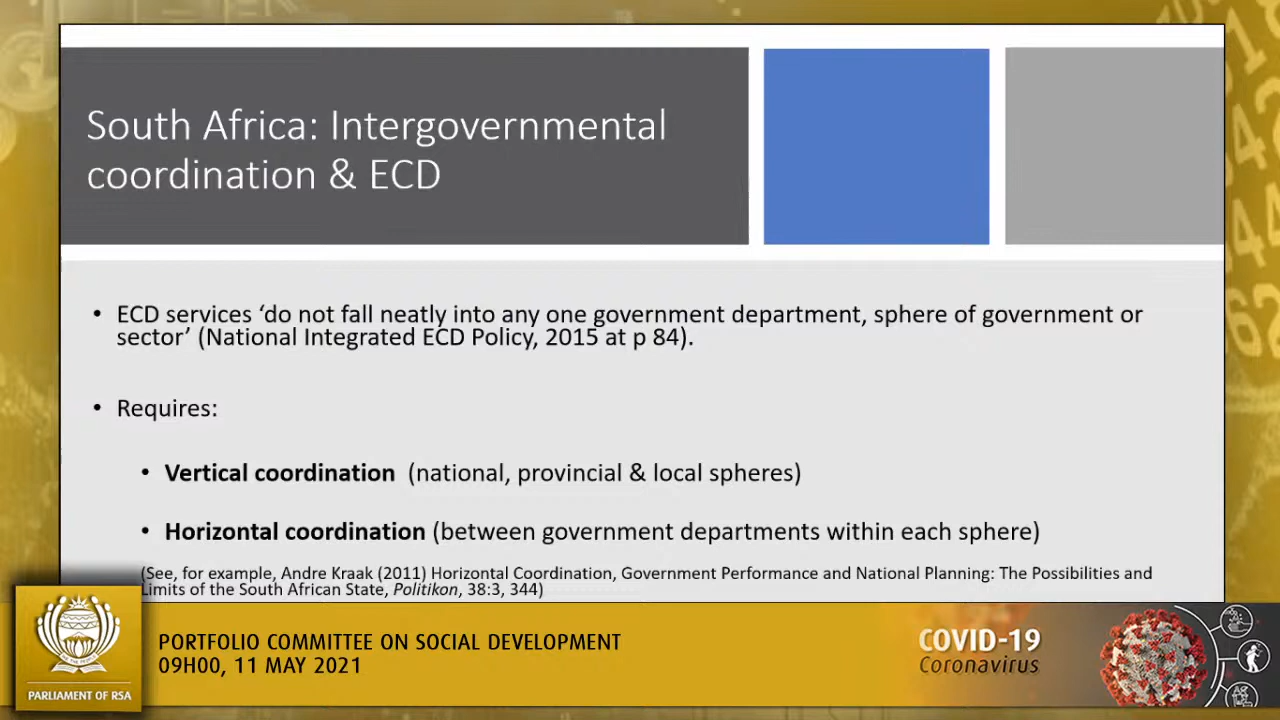 South Africa: Intergovernmental
coordination & ECD
• ECD services ‘do not fall neatly into any one government department, sphere of government or
sector’ (National Integrated ECD Policy, 2015 at p 84).
• Requires:
• Vertical coordination (national, provincial & local spheres)
• Horizontal coordination (between government departments within each sphere)
(See, for example, Andre Kraak (2011) Horizontal Coordination, Government Performance and National Planning: The Possibilities and
Limits of the South African State, Politikon, 38:3, 344)
PORTFOLIO COMMITTEE ON SOCIAL DEVELOPMENT
09H00, 11 MAY 2021
PARLIAMENT OF RSA
COVID-19
Coronavirus